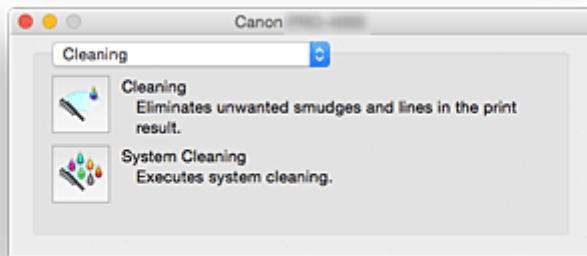 Canon
Cleaning
Cleaning
Eliminates unwanted smudges and lines in the print
result.
System Cleaning
Executes system cleaning.